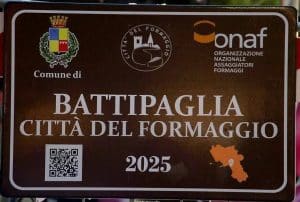 Comune di
CITTÀ DEL FORMAGGIO
onaf
ORGANIZZAZIONE
NAZIONALE
ASSAGGIATORI
FORMAGGI
BATTIPAGLIA
CITTÀ DEL FORMAGGIO
2025